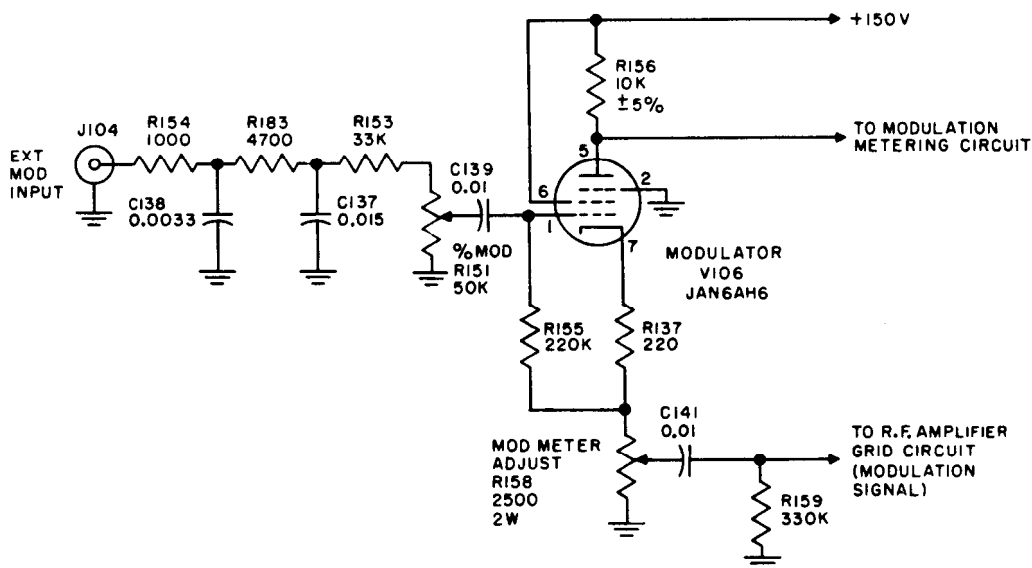 +150V
R156
10K
±5%
TO MODULATION
METERING CIRCUIT
J104
EXT
MOD
INPUT
R154
1000
R183
4700
R153
33K
C138
0.0033
C137
0.015
C139
0.01
%MOD
R151
50K
5
6
2
1
7
MODULATOR
V106
JAN6AH6
R155
220K
R137
220
MOD METER
ADJUST
R158
2500
2W
C141
0.01
TO R.F. AMPLIFIER
GRID CIRCUIT
(MODULATION
SIGNAL)
R159
330K